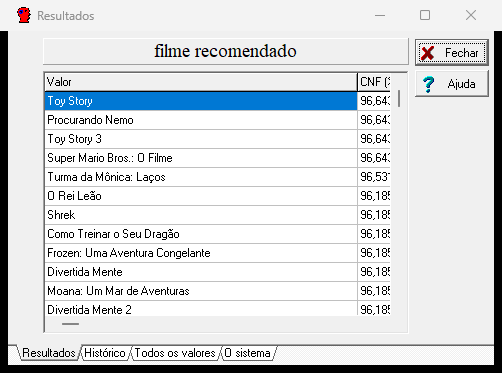 Resultados
filme recomendado
Fechar
Ajuda
Valor CNF (%
Toy Story 96,643
Procurando Nemo 96,643
Toy Story 3 96,643
Super Mario Bros.: O Filme 96,643
Turma da Mônica: Laços 96,531
O Rei Leão 96,185
Shrek 96,185
Como Treinar o Seu Dragão 96,185
Frozen: Uma Aventura Congelante 96,185
Divertida Mente 96,185
Moana: Um Mar de Aventuras 96,185
Divertida Mente 2 96,185
Resultados Histórico Todos os valores O sistema